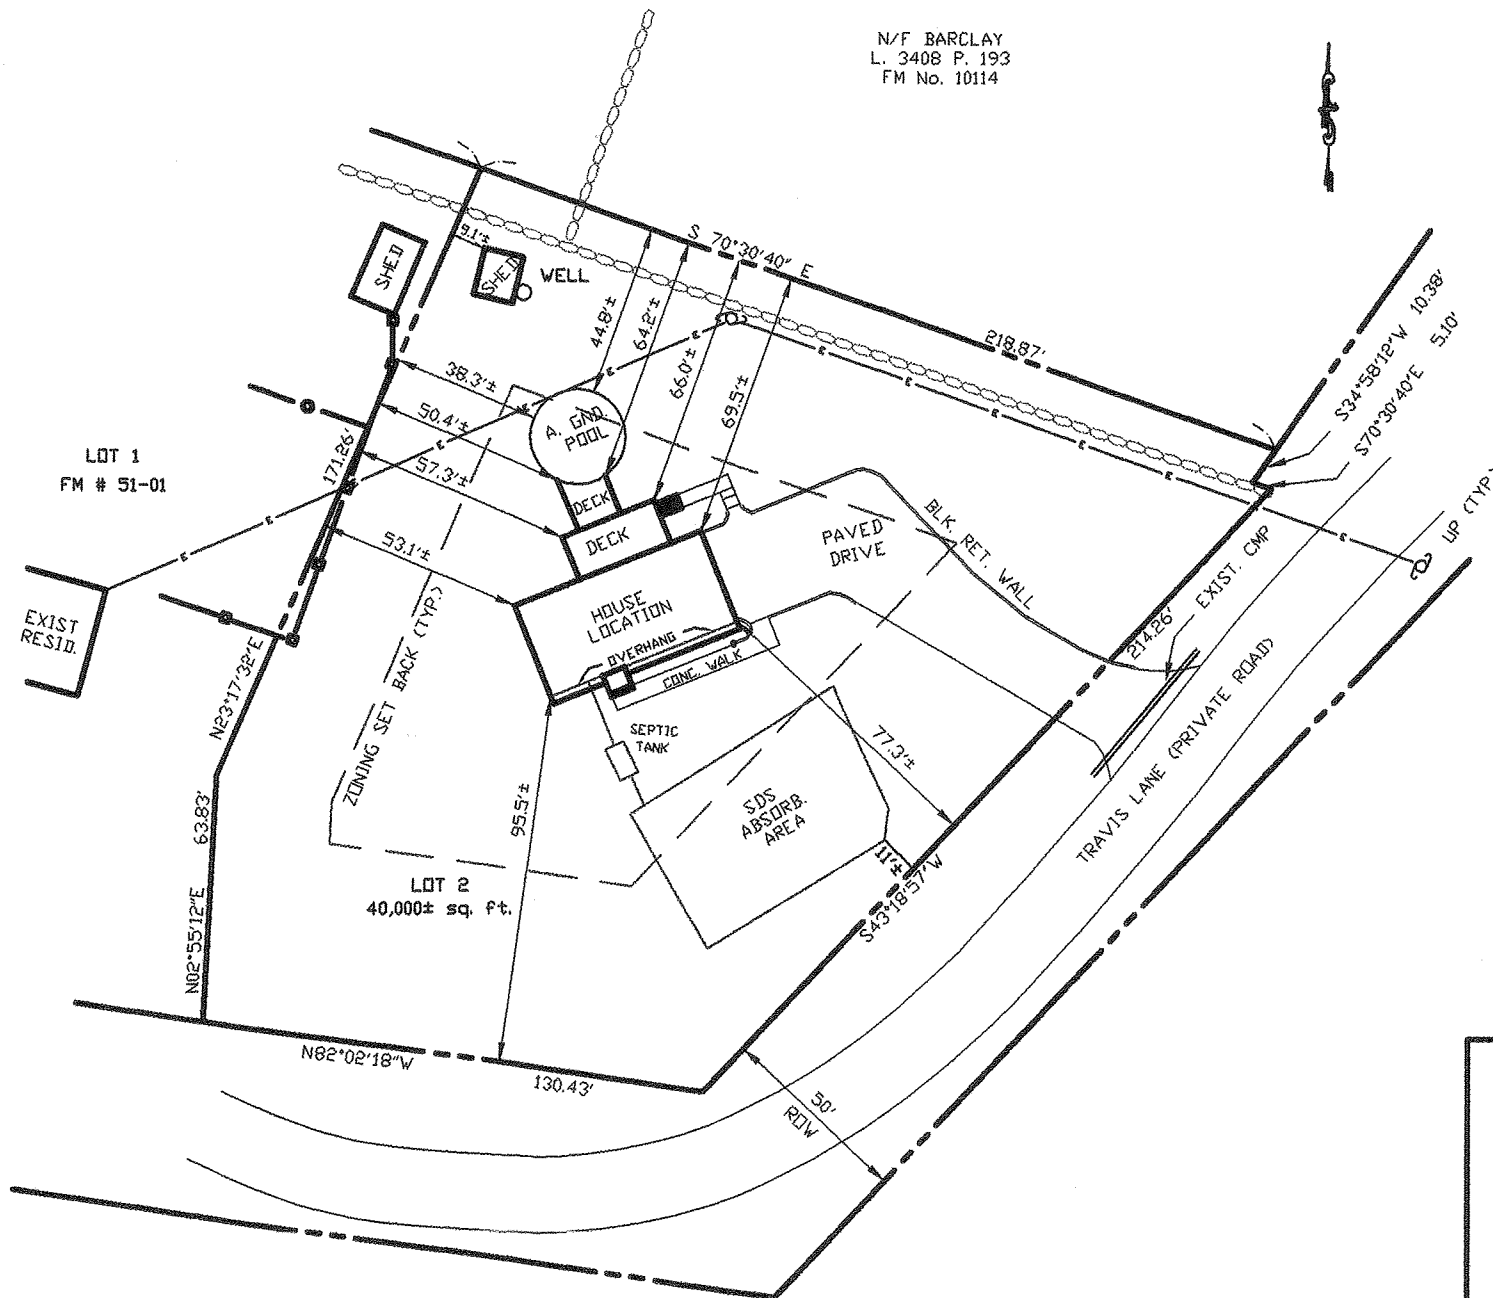 N/F BARCLAY
L. 3408 P. 193
FM No. 10114
S 70°30'40" E
218.87'
S34°58'12"W 10.38'
S70°30'40"E 5.10'
UP (TYP.)
SHED
9.1'±
SHED
WELL
44.8'±
64.2'±
66.0'±
69.5'±
38.3'±
50.4'±
57.3'±
53.1'±
A. GND.
POOL
DECK
DECK
LOT 1
FM # 51-01
171.26'
N23°17'32"E
EXIST
RESID.
ZONING SET BACK (TYP.)
HOUSE
LOCATION
OVERHANG
CONC. WALK
PAVED
DRIVE
BLK. RET. WALL
EXIST. CMP
214.26'
S43°18'57"W
TRAVIS LANE (PRIVATE ROAD)
SEPTIC
TANK
SDS
ABSORB.
AREA
77.3'±
11'±
95.5'±
63.83'
N02°55'12"E
LOT 2
40,000± sq. ft.
N82°02'18"W
130.43'
50'
ROW
E
E
E
E
E
E
E
E
E
E